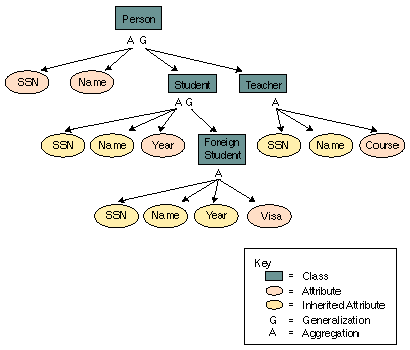 Person
A G
SSN Name Student Teacher
A G A
SSN Name Year Foreign Student SSN Name Course
A
SSN Name Year Visa
Key
= Class
= Attribute
= Inherited Attribute
G = Generalization
A = Aggregation